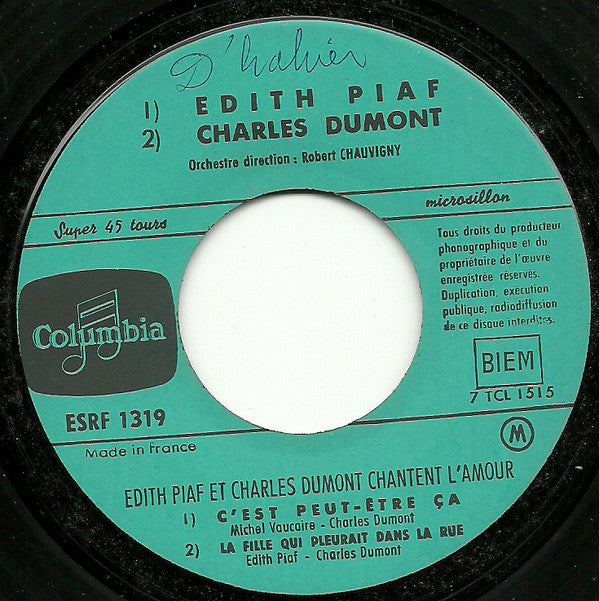 1) EDITH PIAF
2) CHARLES DUMONT
Orchestre direction : Robert CHAUVIGNY
Super 45 tours
microsillon
Tous droits du producteur
phonographique et du
propriétaire de l'œuvre
enregistrée réservés.
Duplication, exécution
publique, radiodiffusion
de ce disque interdites.
Columbia
BIEM
7 TCL 1515
ESRF 1319
Made in France
M
EDITH PIAF ET CHARLES DUMONT CHANTENT L'AMOUR
1) C'EST PEUT-ÊTRE ÇA
Michel Vaucaire - Charles Dumont
2) LA FILLE QUI PLEURAIT DANS LA RUE
Edith Piaf - Charles Dumont